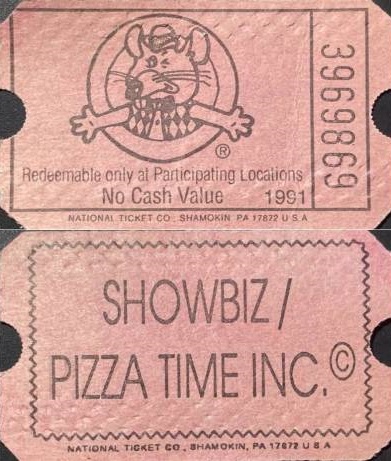 ®
Redeemable only at Participating Locations
No Cash Value 1991
3969869
NATIONAL TICKET CO. SHAMOKIN PA 17872 U S A
SHOWBIZ /
PIZZA TIME INC.©
NATIONAL TICKET CO., SHAMOKIN, PA 17872 U S A